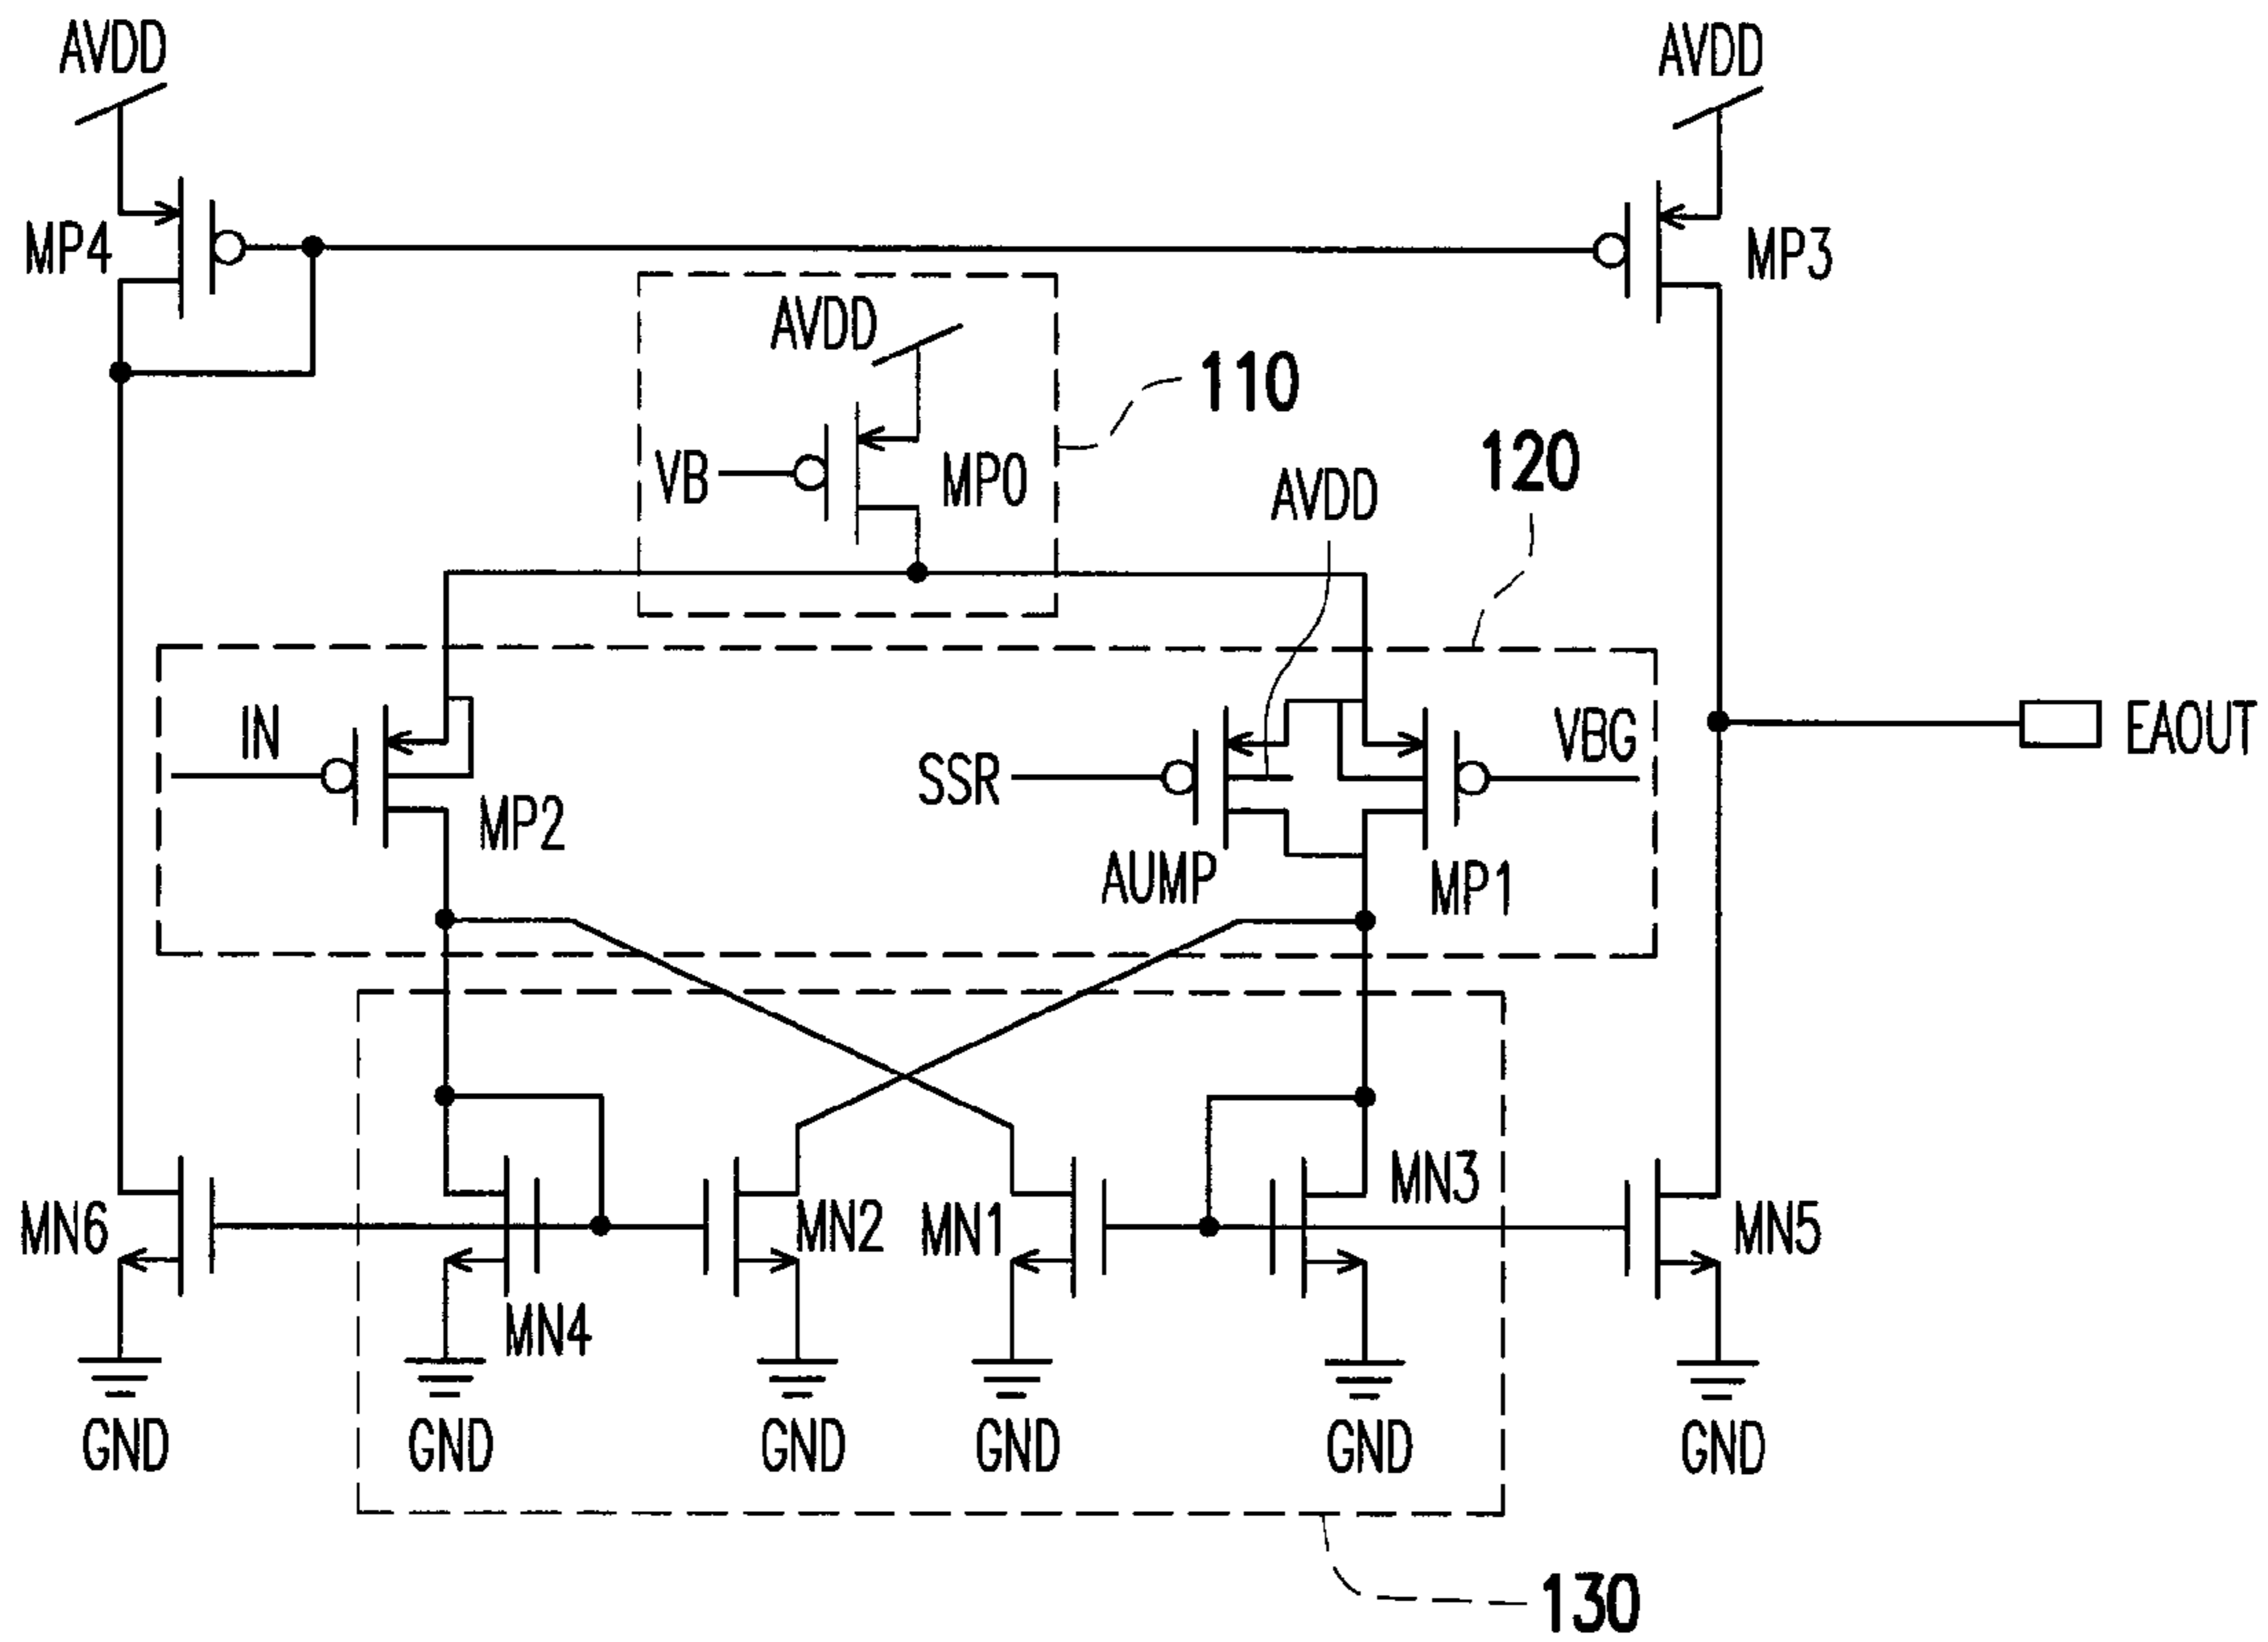 AVDD
AVDD
MP4
MP3
AVDD
110
VB
MP0
120
AVDD
IN
SSR
VBG
EAOUT
MP2
AUMP
MP1
MN3
MN6
MN2
MN1
MN5
MN4
GND
GND
GND
GND
GND
GND
130